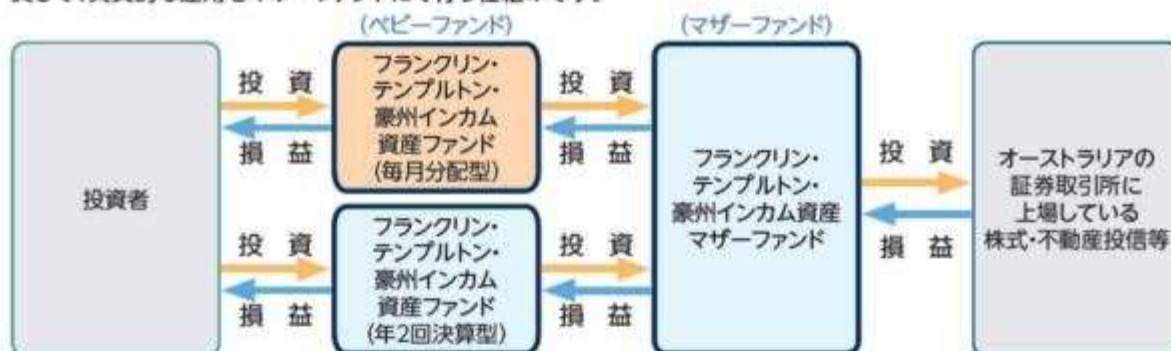 (ベビーファンド)
(マザーファンド)
投資者
投 資
損 益
フランクリン・
テンプルトン・
豪州インカム
資産ファンド
(毎月分配型)
投 資
損 益
投 資
損 益
フランクリン・
テンプルトン・
豪州インカム
資産ファンド
(年2回決算型)
投 資
損 益
フランクリン・
テンプルトン・
豪州インカム資産
マザーファンド
投 資
損 益
オーストラリアの
証券取引所に
上場している
株式・不動産投信等